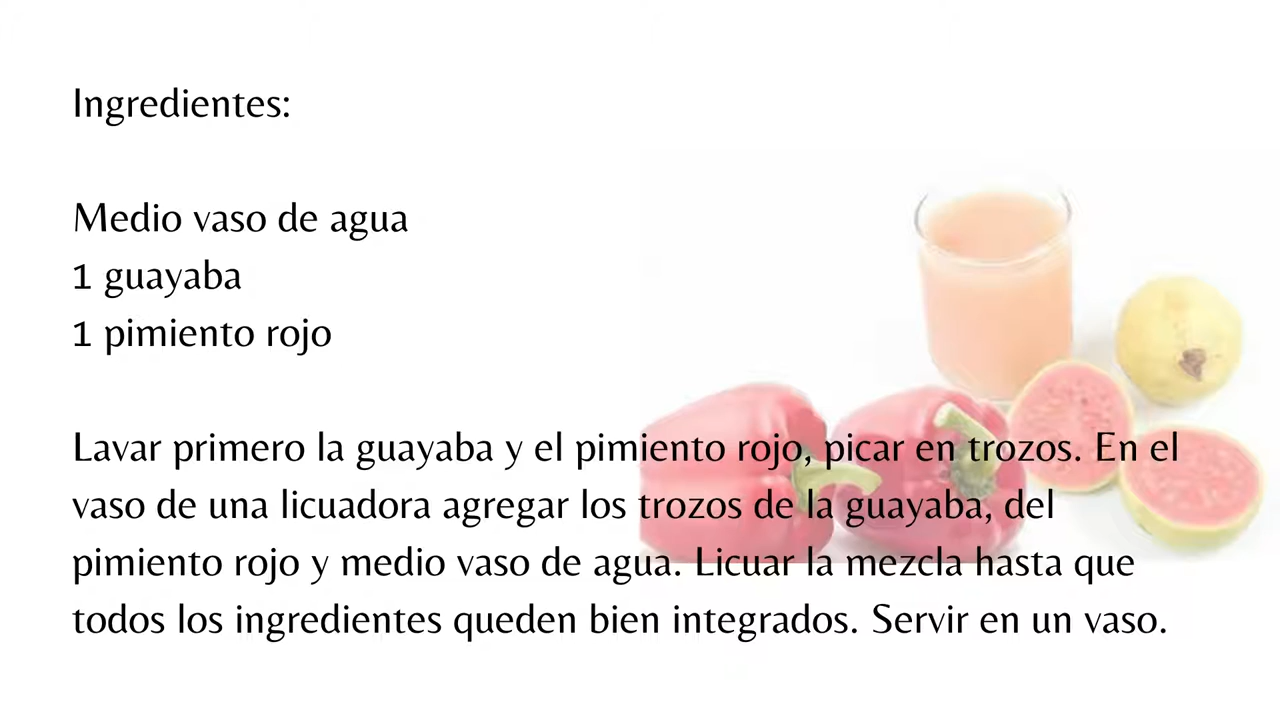 Ingredientes:
Medio vaso de agua
1 guayaba
1 pimiento rojo
Lavar primero la guayaba y el pimiento rojo, picar en trozos. En el
vaso de una licuadora agregar los trozos de la guayaba, del
pimiento rojo y medio vaso de agua. Licuar la mezcla hasta que
todos los ingredientes queden bien integrados. Servir en un vaso.